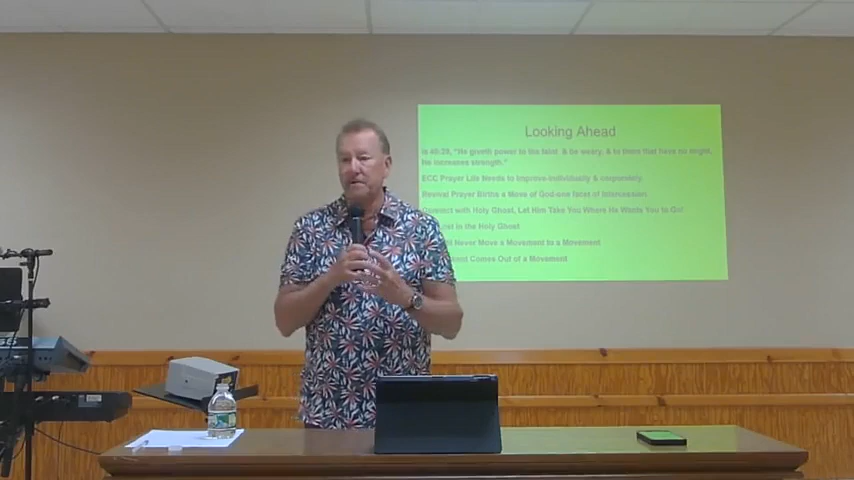 Looking Ahead
Is 40:29, "He giveth power to the faint & be weary, & to them that have no might,
He increases strength."
ECC Prayer Life Needs to Improve-individually & corporately.
Revival Prayer Births a Move of God-one facet of Intercession.
with Holy Ghost, Let Him Take You Where He Wants You to Go!
in the Holy Ghost
Never Move a Movement to a Movement
Comes Out of a Movement